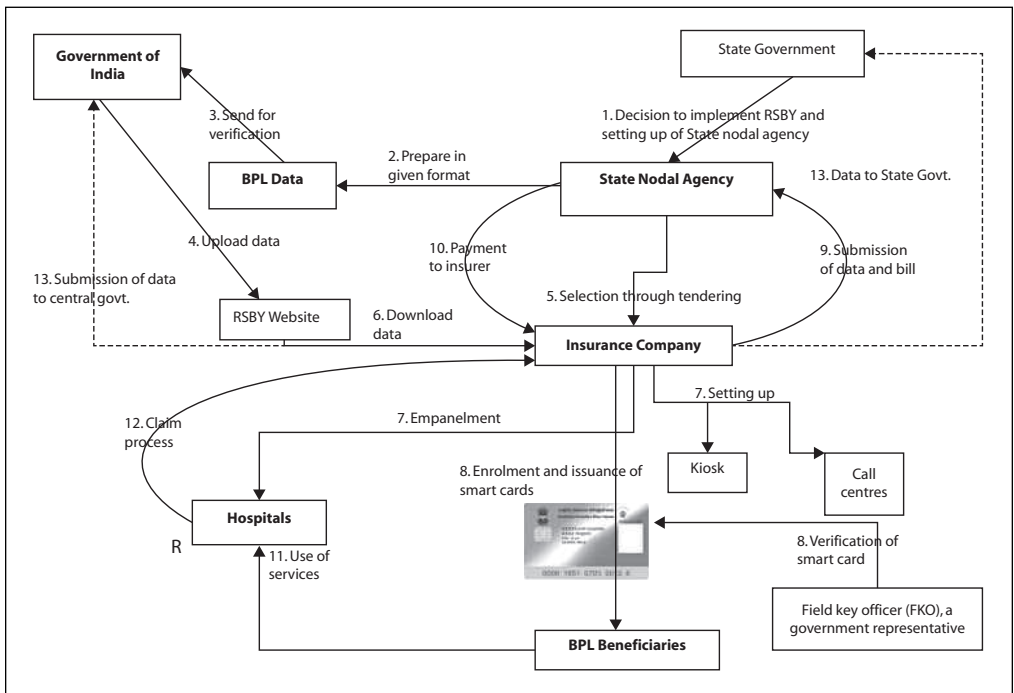 Government of
India
State Government
3. Send for
verification
1. Decision to implement RSBY and
setting up of State nodal agency
2. Prepare in
given format
BPL Data
State Nodal Agency
13. Data to State Govt.
4. Upload data
10. Payment
to insurer
9. Submission
of data and bill
13. Submission of data
to central govt.
5. Selection through tendering
RSBY Website
6. Download
data
Insurance Company
7. Setting up
12. Claim
process
7. Empanelment
Kiosk
Call
centres
8. Enrolment and issuance of
smart cards
Hospitals
R
11. Use of
services
8. Verification of
smart card
Field key officer (FKO), a
government representative
BPL Beneficiaries